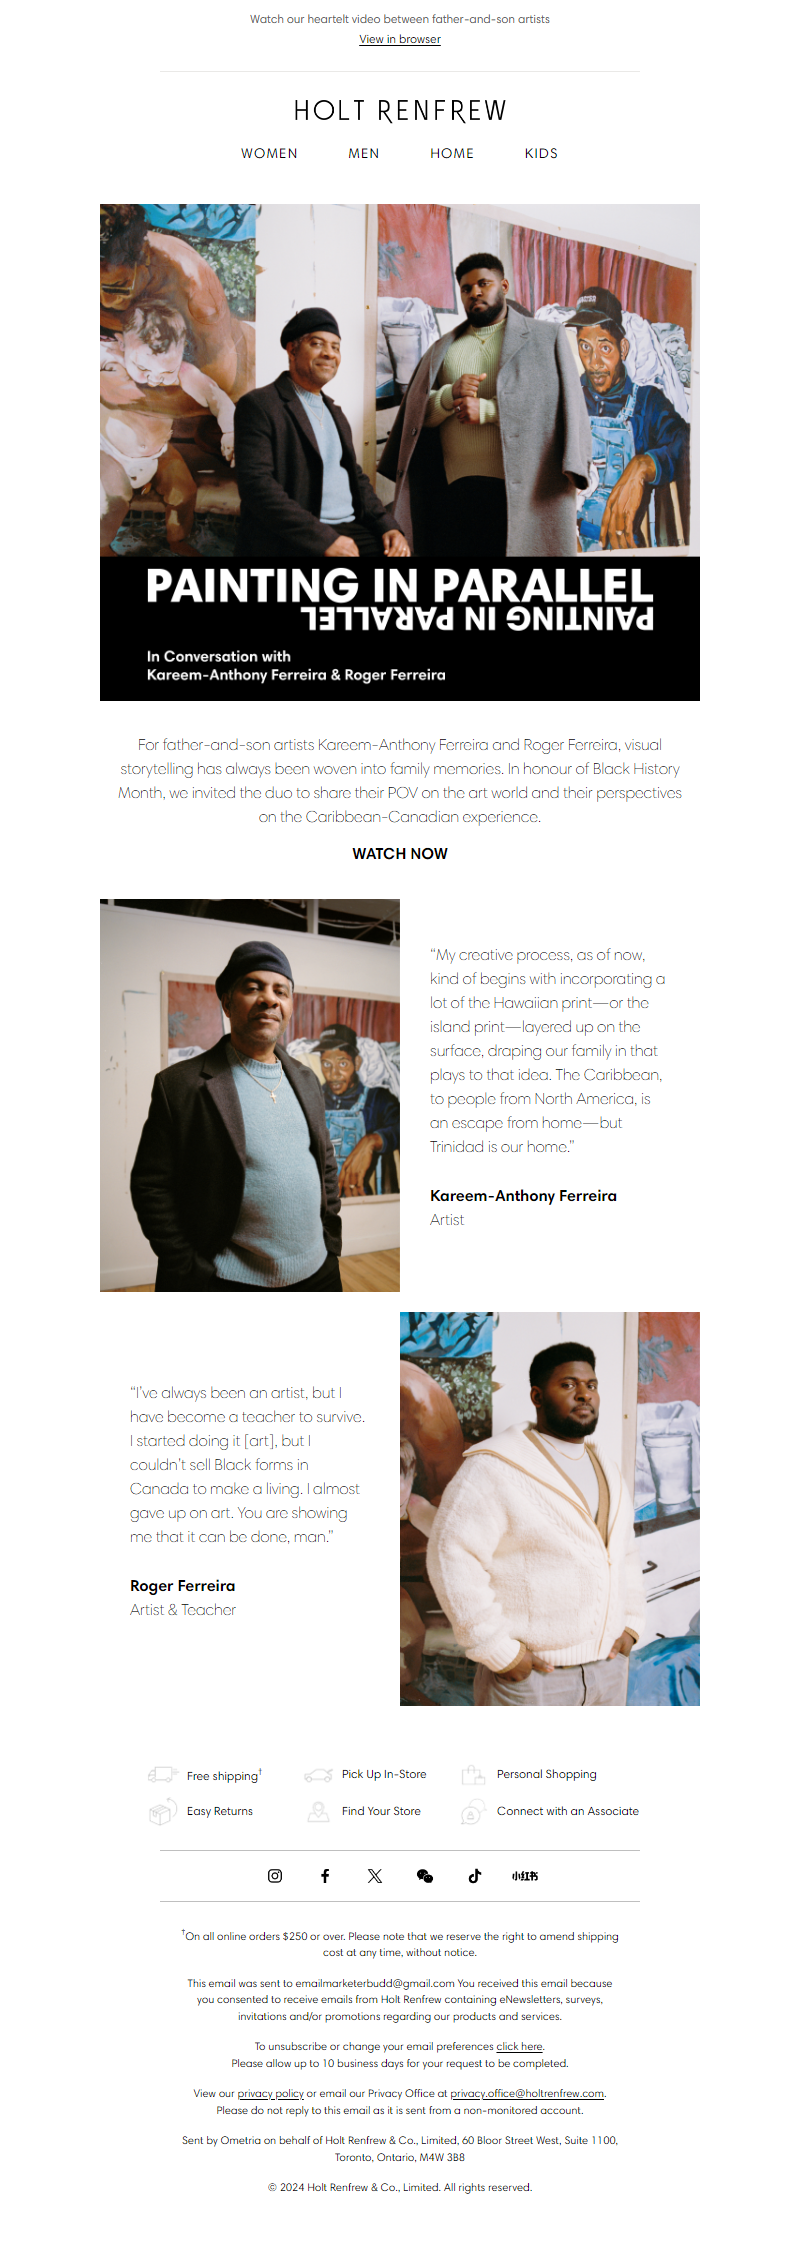 Watch our heartelt video between father-and-son artists
View in browser
HOLT RENFREW
WOMEN MEN HOME KIDS
PAINTING IN PARALLEL
PAINTING IN PARALLEL
In Conversation with
Kareem-Anthony Ferreira & Roger Ferreira
For father-and-son artists Kareem-Anthony Ferreira and Roger Ferreira, visual
storytelling has always been woven into family memories. In honour of Black History
Month, we invited the duo to share their POV on the art world and their perspectives
on the Caribbean-Canadian experience.
WATCH NOW
“My creative process, as of now,
kind of begins with incorporating a
lot of the Hawaiian print—or the
island print—layered up on the
surface, draping our family in that
plays to that idea. The Caribbean,
to people from North America, is
an escape from home—but
Trinidad is our home.”
Kareem-Anthony Ferreira
Artist
“I’ve always been an artist, but I
have become a teacher to survive.
I started doing it [art], but I
couldn’t sell Black forms in
Canada to make a living. I almost
gave up on art. You are showing
me that it can be done, man.”
Roger Ferreira
Artist & Teacher
Free shipping† Pick Up In-Store Personal Shopping
Easy Returns Find Your Store Connect with an Associate
小红书
†On all online orders $250 or over. Please note that we reserve the right to amend shipping
cost at any time, without notice.
This email was sent to emailmarketerbudd@gmail.com You received this email because
you consented to receive emails from Holt Renfrew containing eNewsletters, surveys,
invitations and/or promotions regarding our products and services.
To unsubscribe or change your email preferences click here.
Please allow up to 10 business days for your request to be completed.
View our privacy policy or email our Privacy Office at privacy.office@holtrenfrew.com.
Please do not reply to this email as it is sent from a non-monitored account.
Sent by Ometria on behalf of Holt Renfrew & Co., Limited, 60 Bloor Street West, Suite 1100,
Toronto, Ontario, M4W 3B8
© 2024 Holt Renfrew & Co., Limited. All rights reserved.